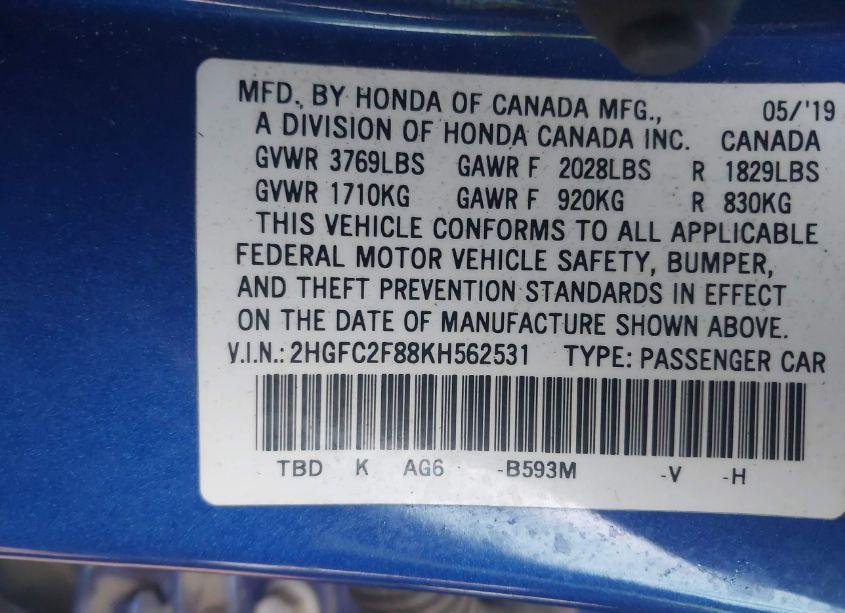 MFD. BY HONDA OF CANADA MFG., 05/'19
A DIVISION OF HONDA CANADA INC. CANADA
GVWR 3769LBS GAWR F 2028LBS R 1829LBS
GVWR 1710KG GAWR F 920KG R 830KG
THIS VEHICLE CONFORMS TO ALL APPLICABLE
FEDERAL MOTOR VEHICLE SAFETY, BUMPER,
AND THEFT PREVENTION STANDARDS IN EFFECT
ON THE DATE OF MANUFACTURE SHOWN ABOVE.
V.I.N.: 2HGFC2F88KH562531 TYPE: PASSENGER CAR
TBD K AG6 -B593M -V -H